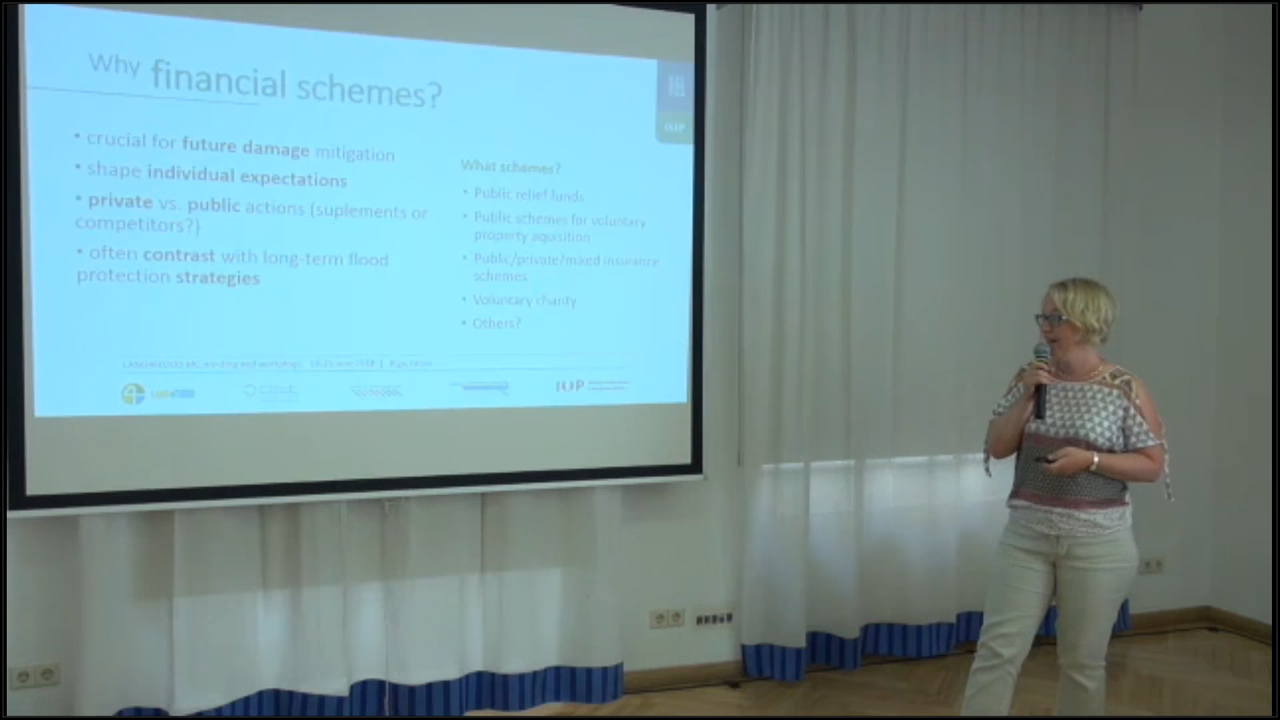 Why financial schemes?
• crucial for future damage mitigation
• shape individual expectations
• private vs. public actions (suplements or
competitors?)
• often contrast with long-term flood
protection strategies
What schemes?
• Public relief funds
• Public schemes for voluntary
property aquisition
• Public/private/mixed insurance
schemes
• Voluntary charity
• Others?
IUP